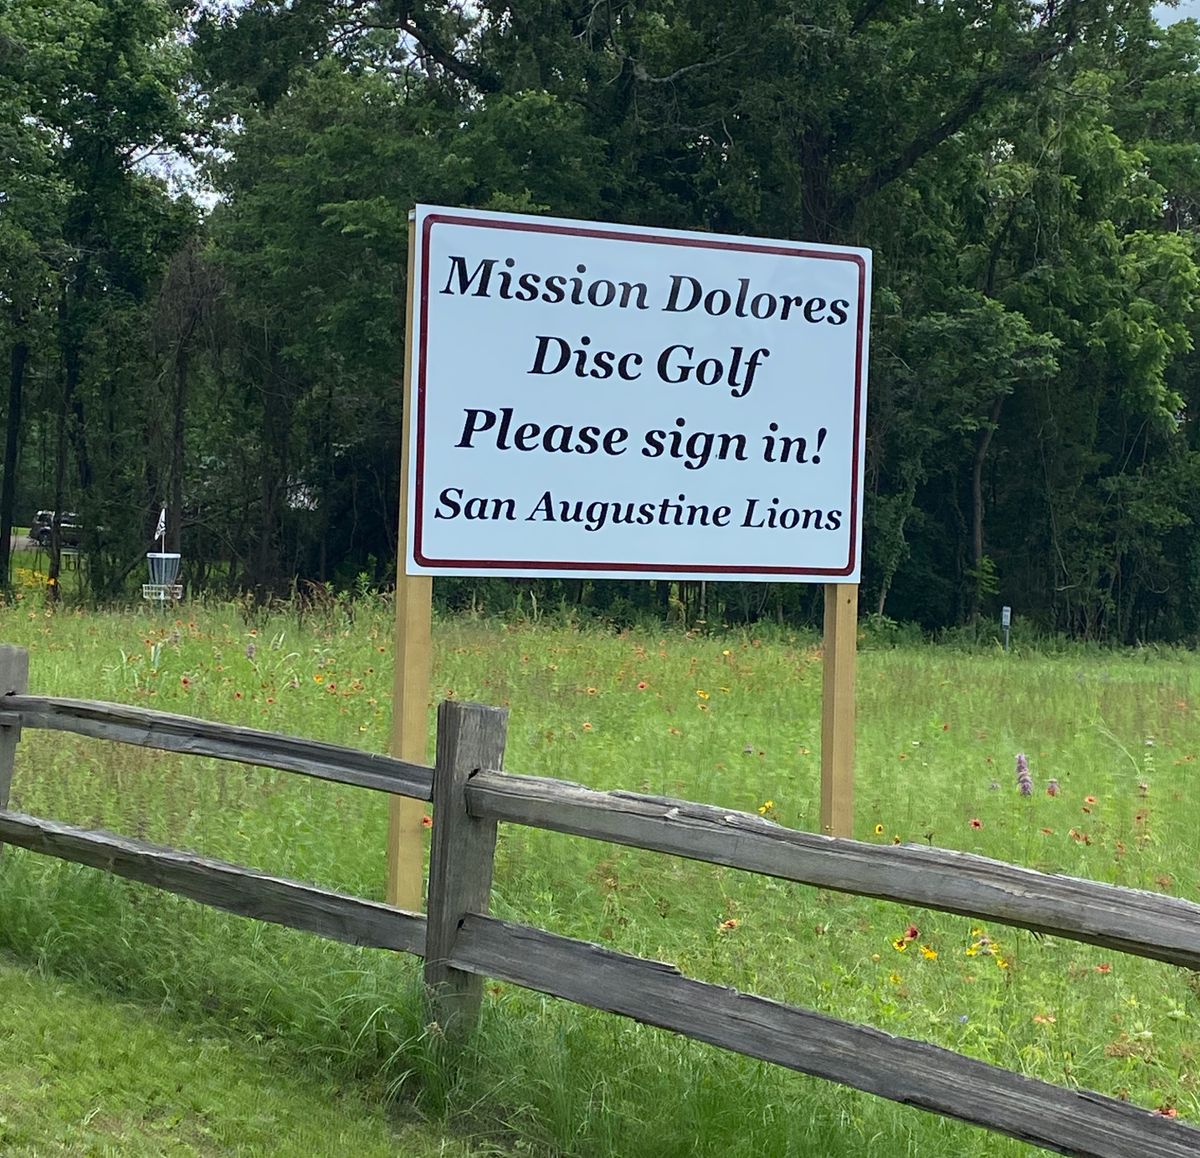 Mission Dolores
Disc Golf
Please sign in!
San Augustine Lions